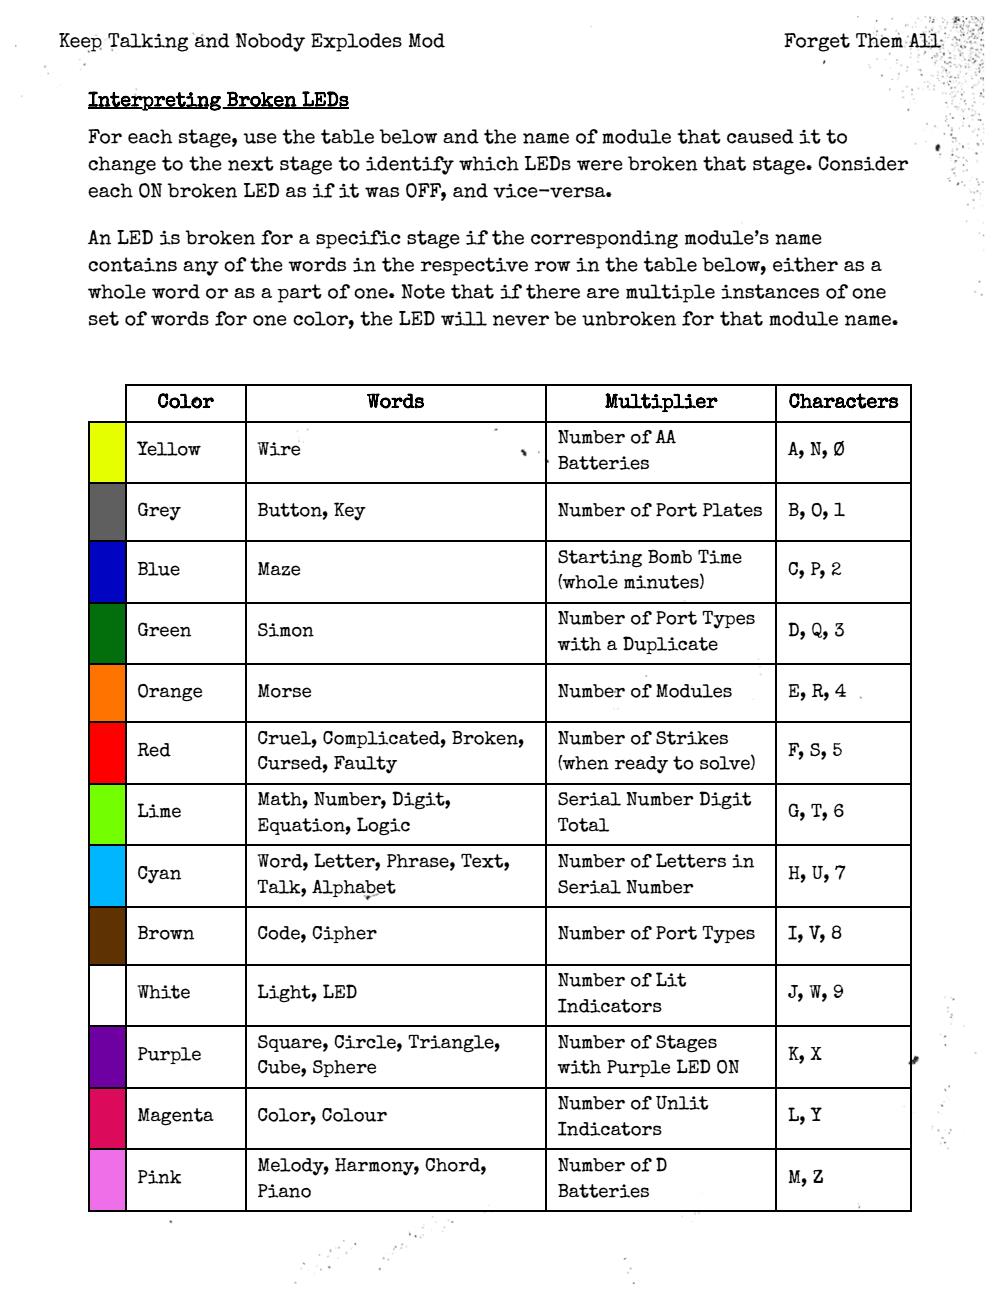 Keep Talking and Nobody Explodes Mod
Forget Them All
Interpreting Broken LEDs
For each stage, use the table below and the name of module that caused it to
change to the next stage to identify which LEDs were broken that stage. Consider
each ON broken LED as if it was OFF, and vice-versa.
An LED is broken for a specific stage if the corresponding module's name
contains any of the words in the respective row in the table below, either as a
whole word or as a part of one. Note that if there are multiple instances of one
set of words for one color, the LED will never be unbroken for that module name.
Color Words Multiplier Characters
Yellow Wire Number of AA Batteries A, N, Ø
Grey Button, Key Number of Port Plates B, O, 1
Blue Maze Starting Bomb Time (whole minutes) C, P, 2
Green Simon Number of Port Types with a Duplicate D, Q, 3
Orange Morse Number of Modules E, R, 4
Red Cruel, Complicated, Broken, Cursed, Faulty Number of Strikes (when ready to solve) F, S, 5
Lime Math, Number, Digit, Equation, Logic Serial Number Digit Total G, T, 6
Cyan Word, Letter, Phrase, Text, Talk, Alphabet Number of Letters in Serial Number H, U, 7
Brown Code, Cipher Number of Port Types I, V, 8
White Light, LED Number of Lit Indicators J, W, 9
Purple Square, Circle, Triangle, Cube, Sphere Number of Stages with Purple LED ON K, X
Magenta Color, Colour Number of Unlit Indicators L, Y
Pink Melody, Harmony, Chord, Piano Number of D Batteries M, Z